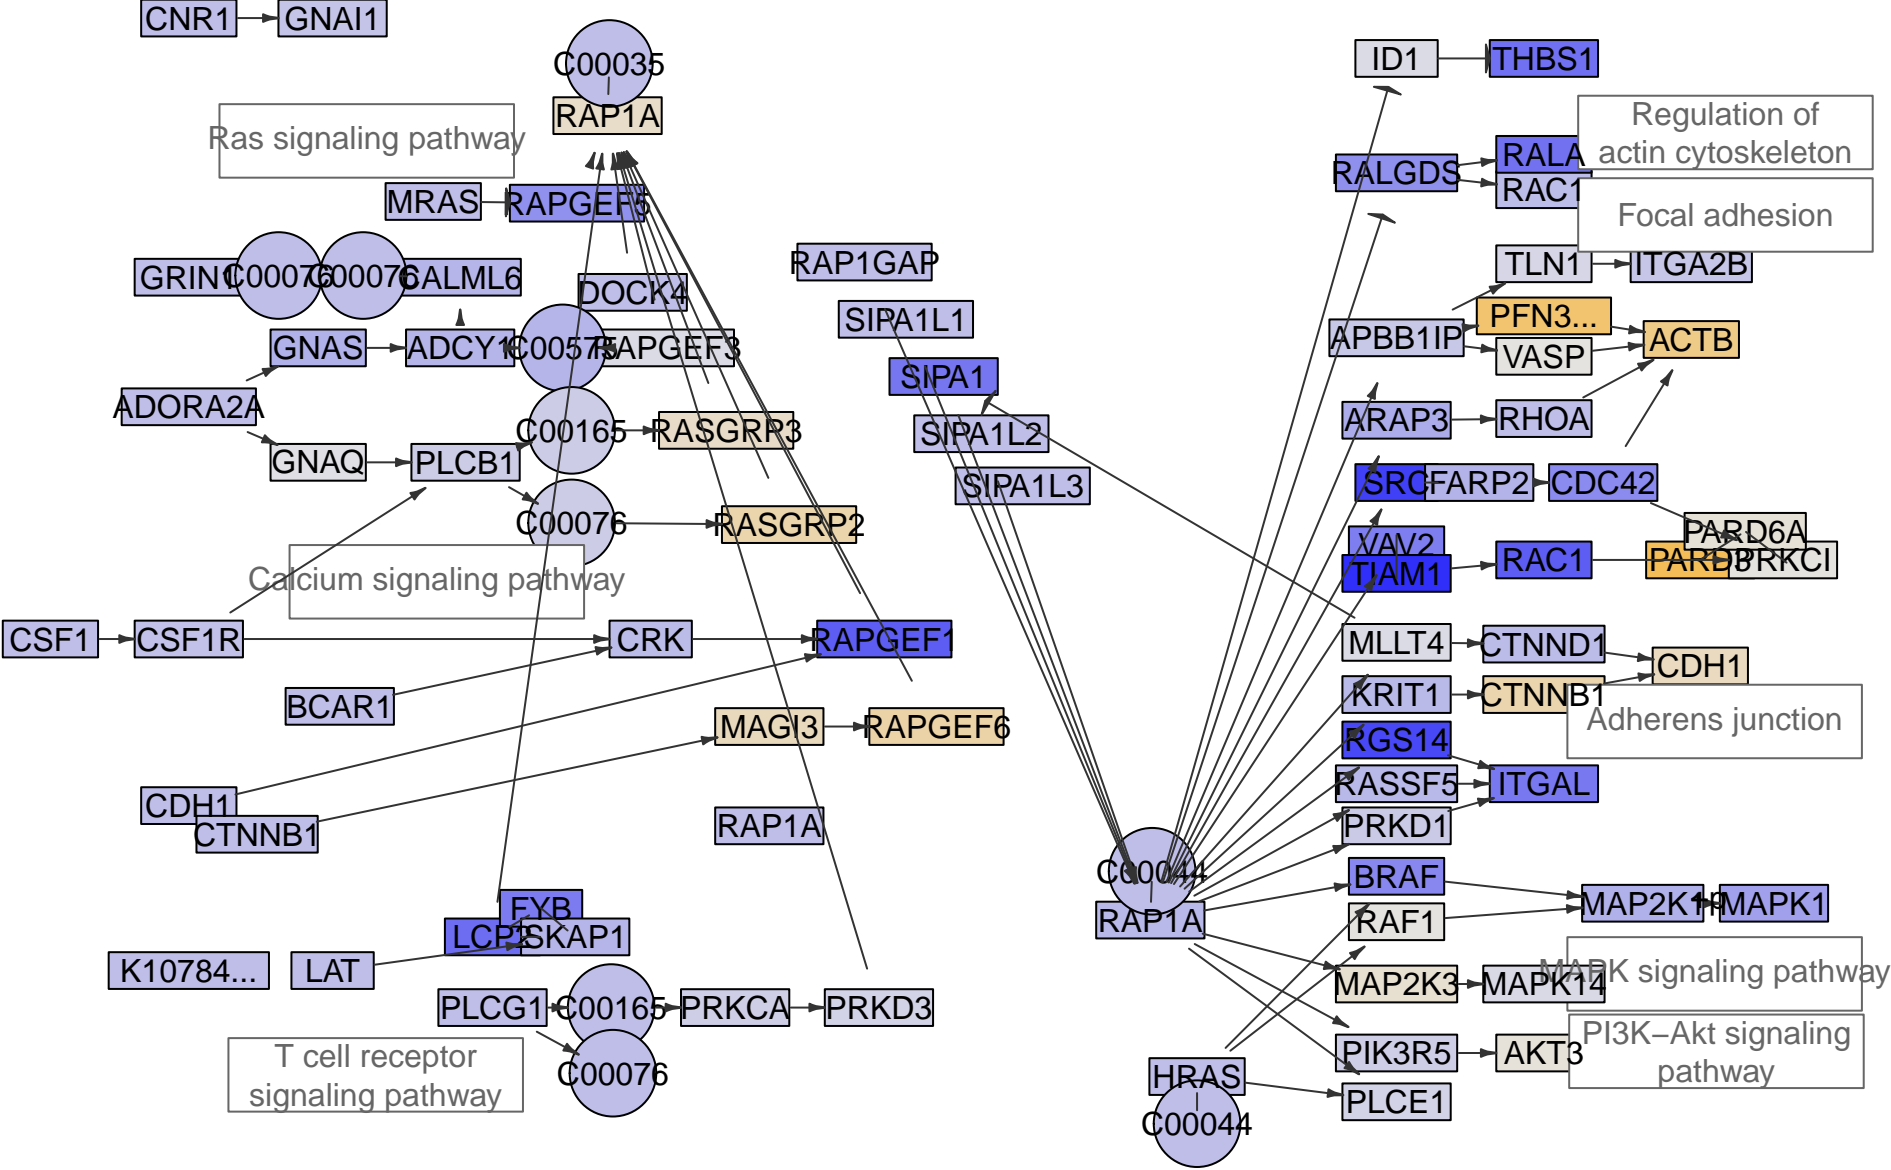 CNR1
GNAI1
C00035
RAP1A
ID1
THBS1
Ras signaling pathway
Regulation of
actin cytoskeleton
RALGDS
RALA
RAC1
Focal adhesion
MRAS
RAPGEF5
GRIN1
C00076
C00076
CALML6
DOCK4
RAP1GAP
SIPA1L1
SIPA1
SIPA1L2
SIPA1L3
TLN1
ITGA2B
PFN3...
APBB1IP
VASP
ACTB
GNAS
ADCY1
C00575
RAPGEF3
ADORA2A
GNAQ
PLCB1
C00165
RASGRP3
C00076
RASGRP2
Calcium signaling pathway
ARAP3
RHOA
SRC
FARP2
CDC42
VAV2
TIAM1
RAC1
PARD6A
PARD3
PRKCI
CSF1
CSF1R
CRK
RAPGEF1
BCAR1
MAGI3
RAPGEF6
MLLT4
CTNND1
CDH1
KRIT1
CTNNB1
Adherens junction
RGS14
RASSF5
ITGAL
PRKD1
CDH1
CTNNB1
RAP1A
C00044
RAP1A
BRAF
RAF1
MAP2K1
+p
MAPK1
FYB
LCP2
SKAP1
K10784...
LAT
MAP2K3
MAPK14
MAPK signaling pathway
PLCG1
C00165
PRKCA
PRKD3
C00076
T cell receptor
signaling pathway
PIK3R5
AKT3
PI3K−Akt signaling
pathway
HRAS
C00044
PLCE1